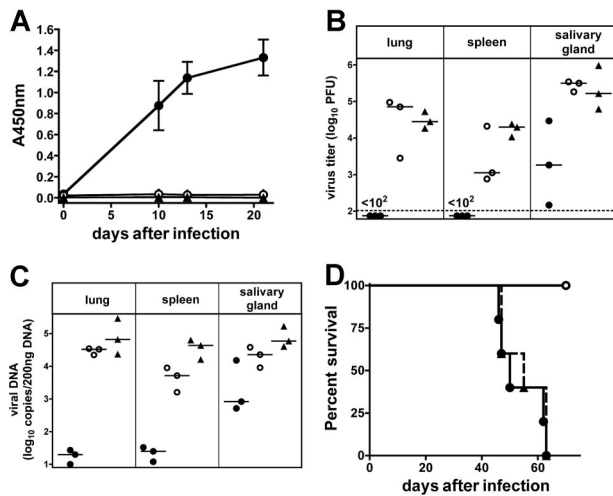 A
A450nm
1.6
1.4
1.2
1.0
0.8
0.6
0.4
0.2
0.0
0 5 10 15 20
days after infection
B
lung spleen salivary gland
virus titer (log10 PFU)
6
5
4
3
2
<10²
<10²
C
lung spleen salivary gland
viral DNA
(log10 copies/200ng DNA)
5
4
3
2
1
D
Percent survival
100
75
50
25
0
0 20 40 60
days after infection